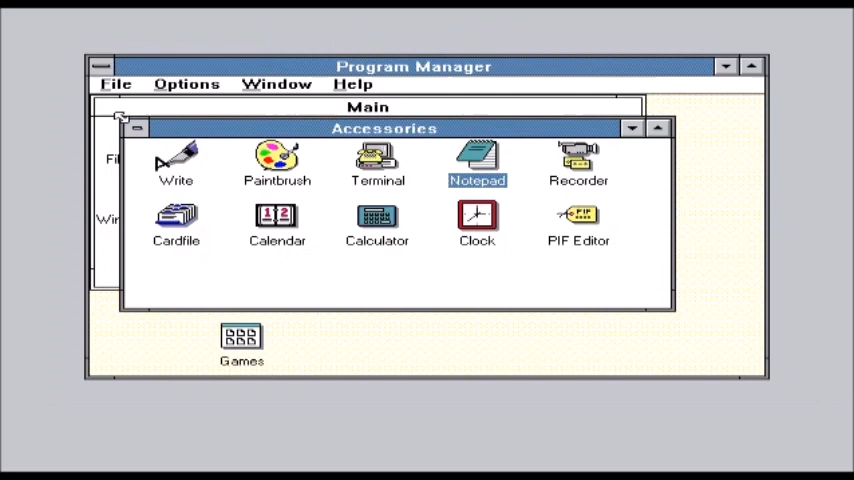 Program Manager
File Options Window Help
Main
Accessories
Write Paintbrush Terminal Notepad Recorder
Cardfile Calendar Calculator Clock PIF Editor
Games